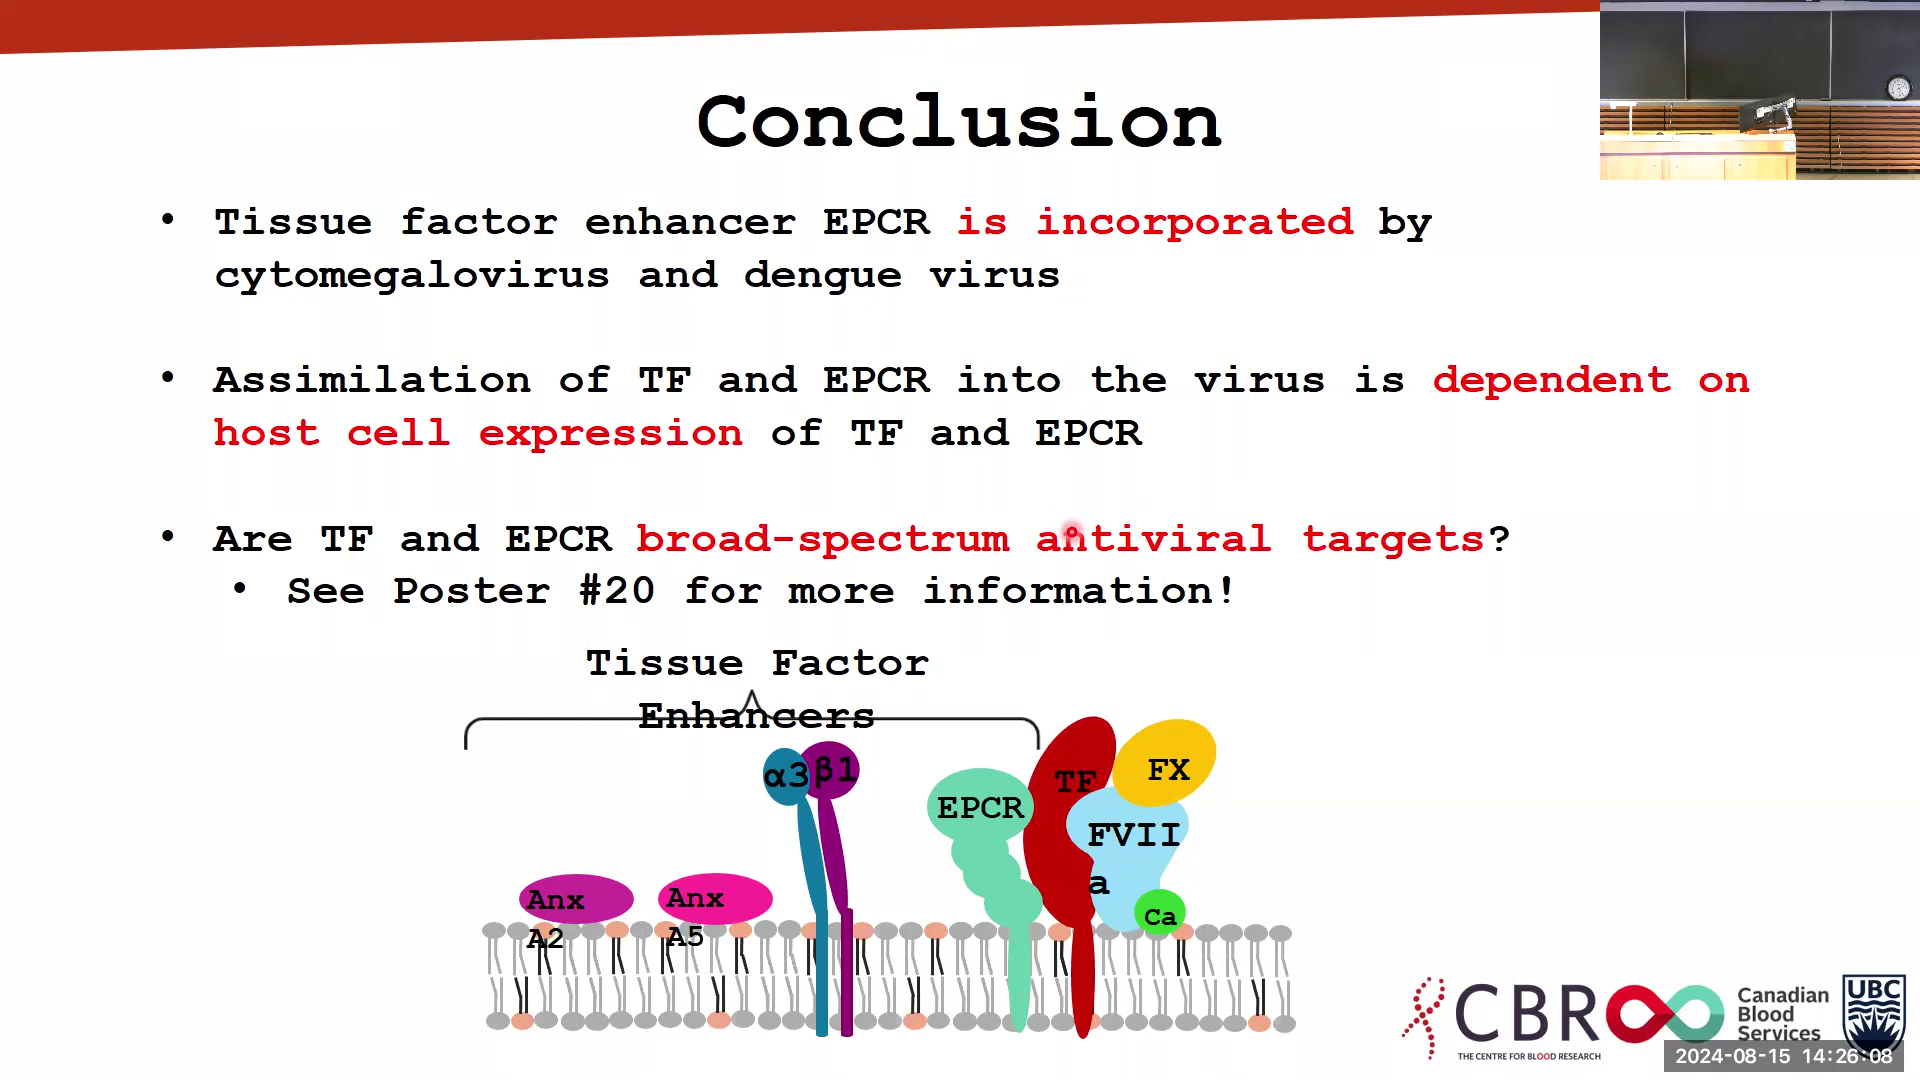 Conclusion
• Tissue factor enhancer EPCR is incorporated by
cytomegalovirus and dengue virus
• Assimilation of TF and EPCR into the virus is dependent on
host cell expression of TF and EPCR
• Are TF and EPCR broad-spectrum antiviral targets?
• See Poster #20 for more information!
Tissue Factor
Enhancers
α3
β1
EPCR
TF
FX
FVII
a
Ca
Anx
A2
Anx
A5
CBR
THE CENTRE FOR BLOOD RESEARCH
Canadian
Blood
Services
UBC
2024-08-15 14:26:08